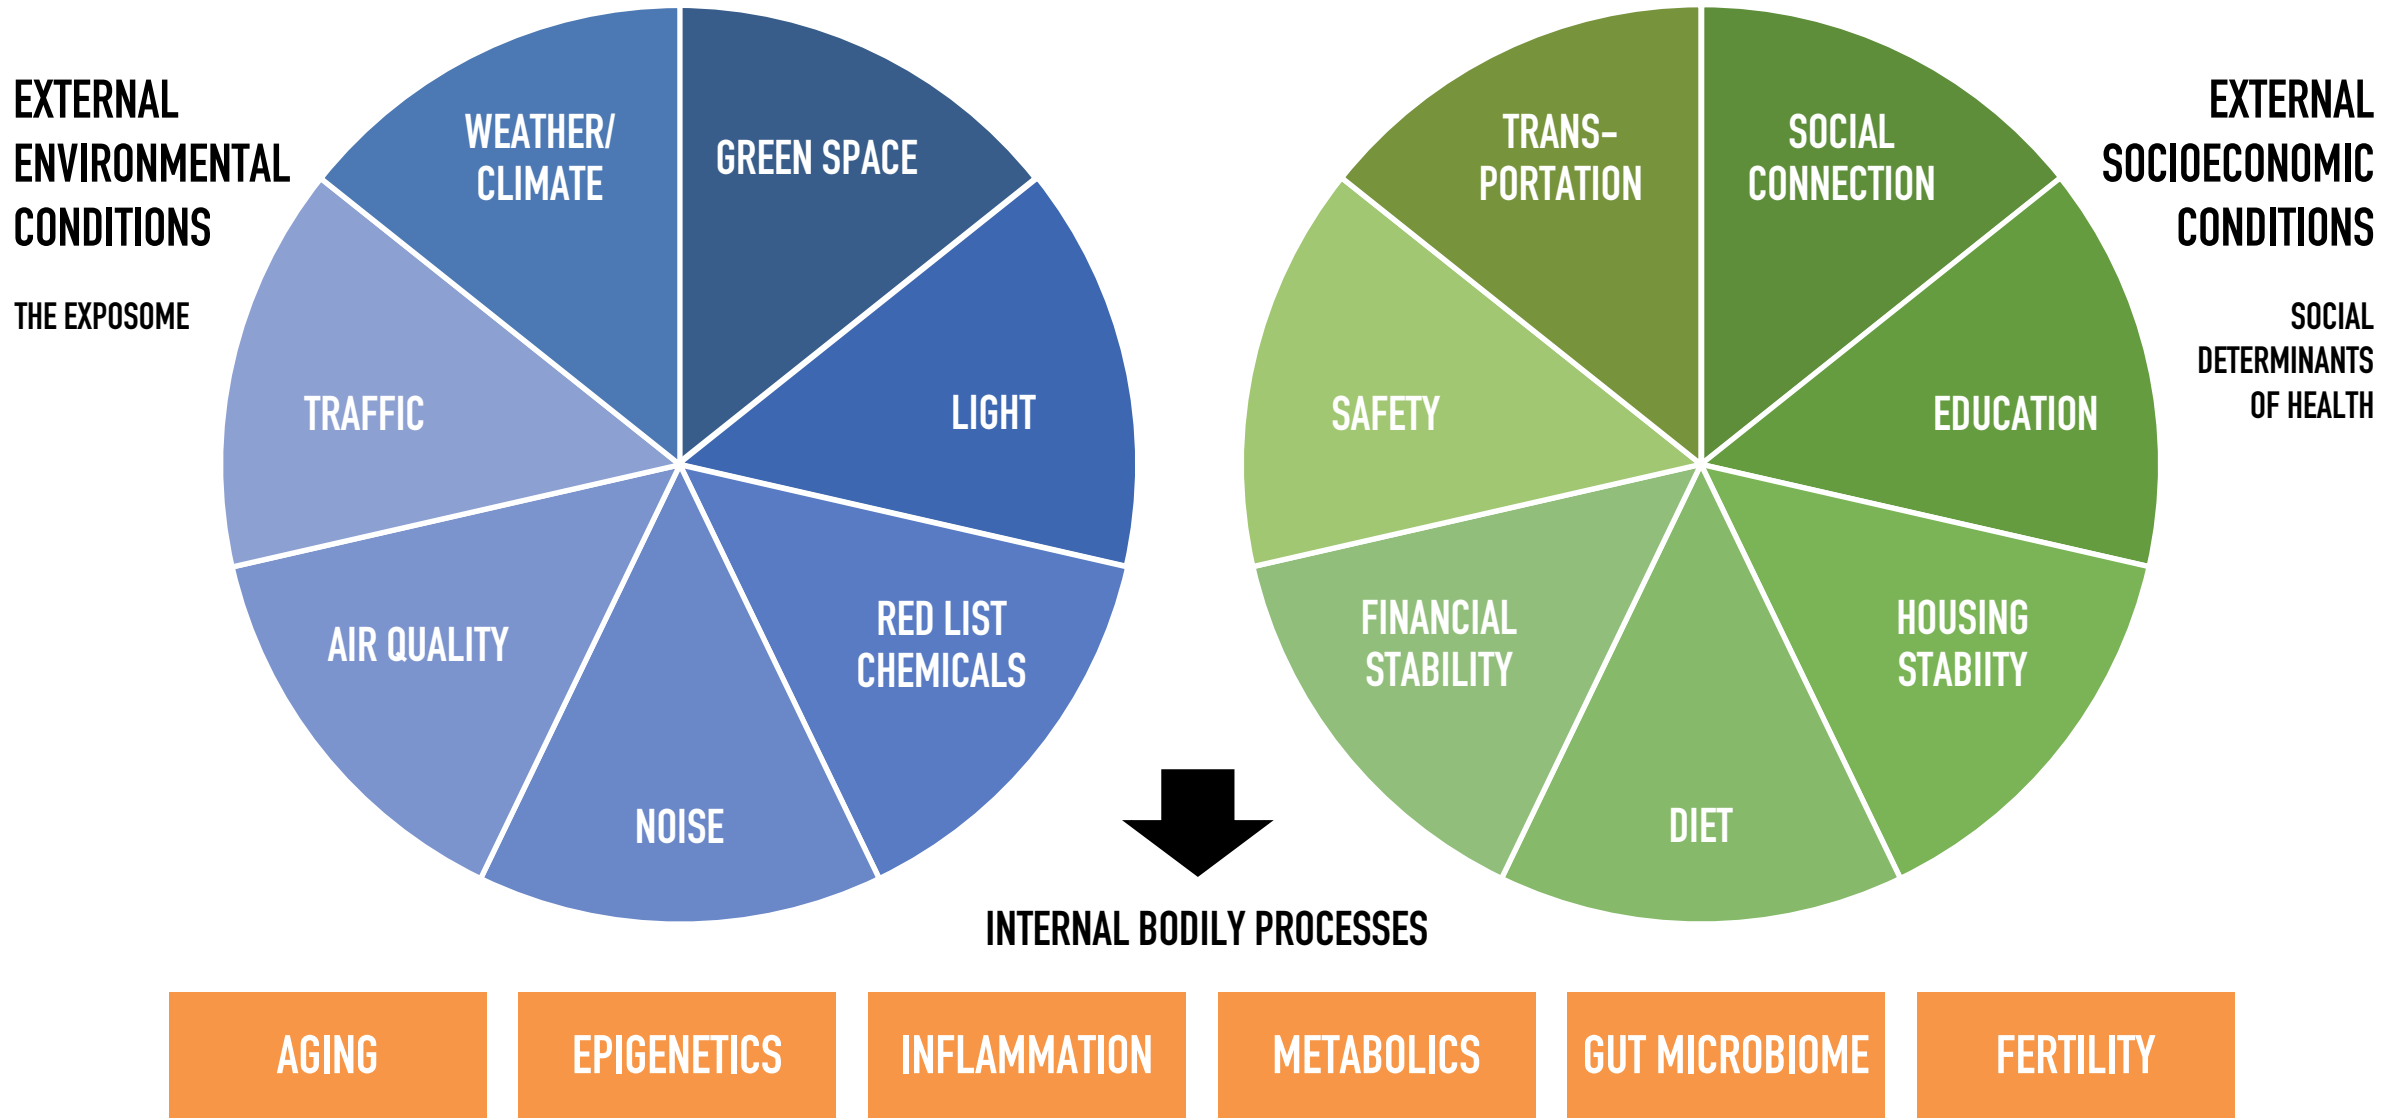 EXTERNAL
ENVIRONMENTAL
CONDITIONS
THE EXPOSOME
WEATHER/
CLIMATE
GREEN SPACE
LIGHT
RED LIST
CHEMICALS
NOISE
AIR QUALITY
TRAFFIC
TRANS-
PORTATION
SOCIAL
CONNECTION
EDUCATION
HOUSING
STABIITY
DIET
FINANCIAL
STABILITY
SAFETY
EXTERNAL
SOCIOECONOMIC
CONDITIONS
SOCIAL
DETERMINANTS
OF HEALTH
INTERNAL BODILY PROCESSES
AGING
EPIGENETICS
INFLAMMATION
METABOLICS
GUT MICROBIOME
FERTILITY